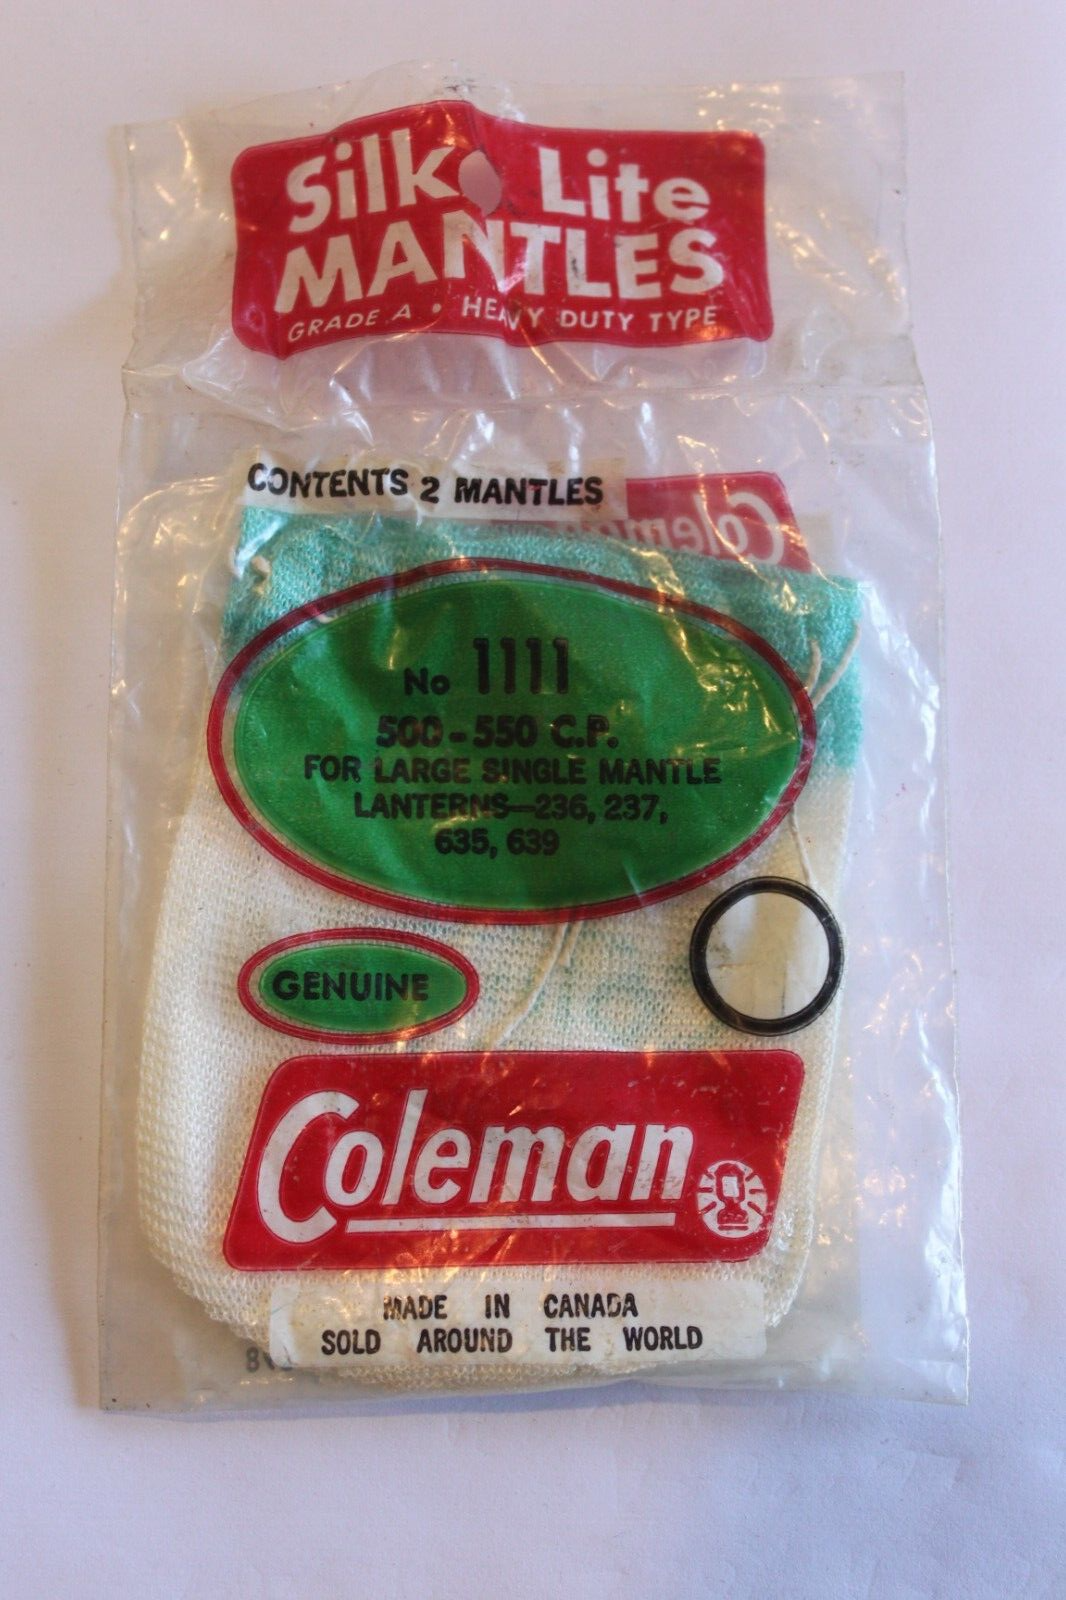 Silk Lite
MANTLES
GRADE A • HEAVY DUTY TYPE
CONTENTS 2 MANTLES
Coleman
No 1111
500-550 C.P.
FOR LARGE SINGLE MANTLE
LANTERNS—236, 237,
635, 639
GENUINE
Coleman
MADE IN CANADA
SOLD AROUND THE WORLD